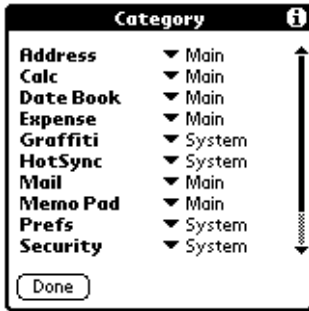 Category
Address Main
Calc Main
Date Book Main
Expense Main
Graffiti System
HotSync System
Mail Main
Memo Pad Main
Prefs System
Security System
Done